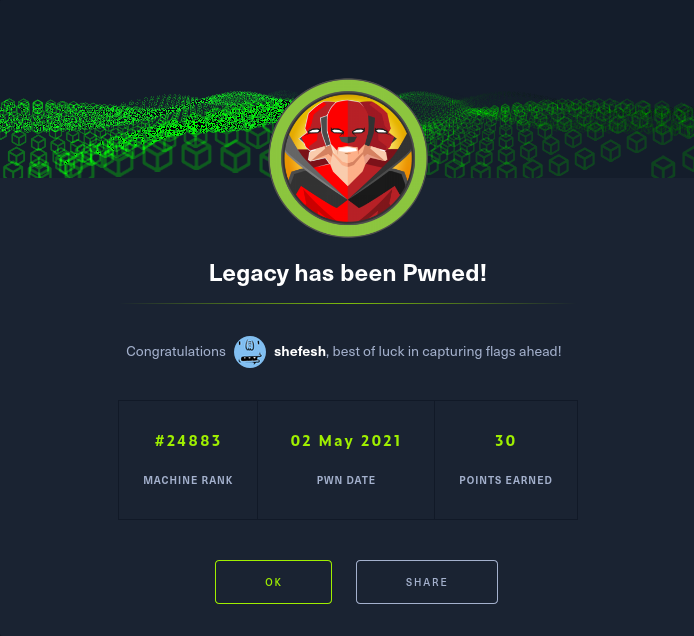 Legacy has been Pwned!
Congratulations shefesh, best of luck in capturing flags ahead!
#24883 02 May 2021 30
MACHINE RANK PWN DATE POINTS EARNED
OK SHARE